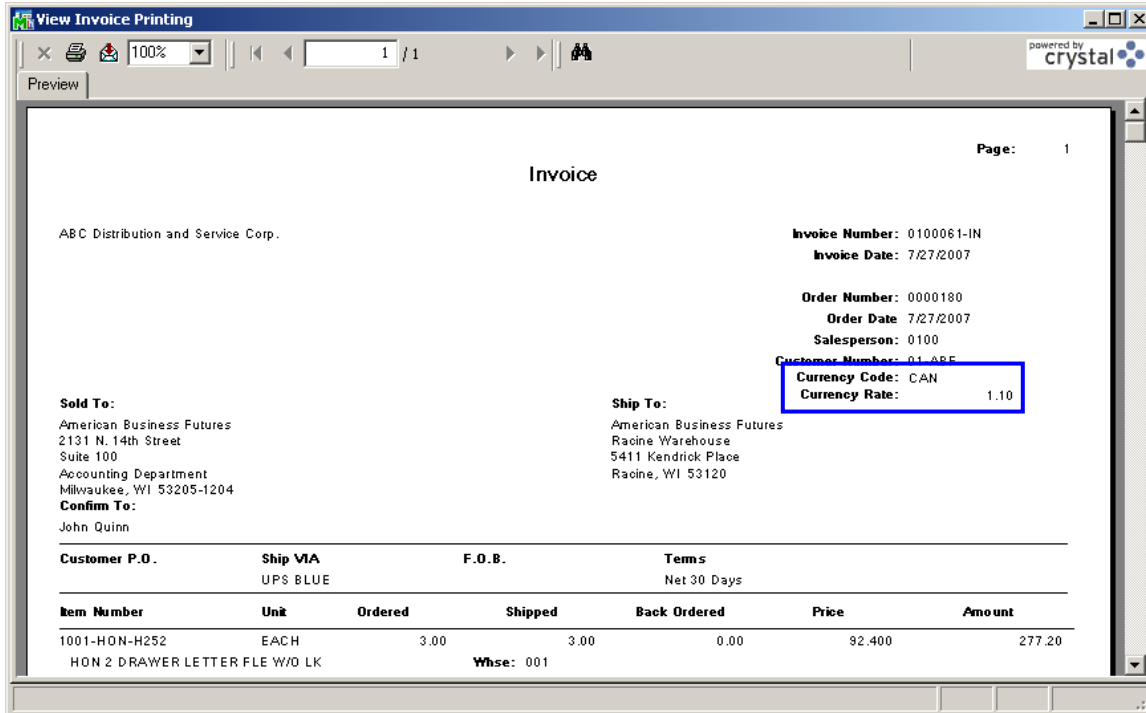 View Invoice Printing
100% 1 / 1 powered by crystal
Preview
Page: 1
Invoice
ABC Distribution and Service Corp. Invoice Number: 0100061-IN
Invoice Date: 7/27/2007
Order Number: 0000180
Order Date 7/27/2007
Salesperson: 0100
Customer Number: 01-ABF
Currency Code: CAN
Currency Rate: 1.10
Sold To: Ship To:
American Business Futures American Business Futures
2131 N. 14th Street Racine Warehouse
Suite 100 5411 Kendrick Place
Accounting Department Racine, WI 53120
Milwaukee, WI 53205-1204
Confirm To:
John Quinn
Customer P.O. Ship VIA F.O.B. Terms
UPS BLUE Net 30 Days
Item Number Unit Ordered Shipped Back Ordered Price Amount
1001-HON-H252 EACH 3.00 3.00 0.00 92.400 277.20
HON 2 DRAWER LETTER FLE W/O LK Whse: 001